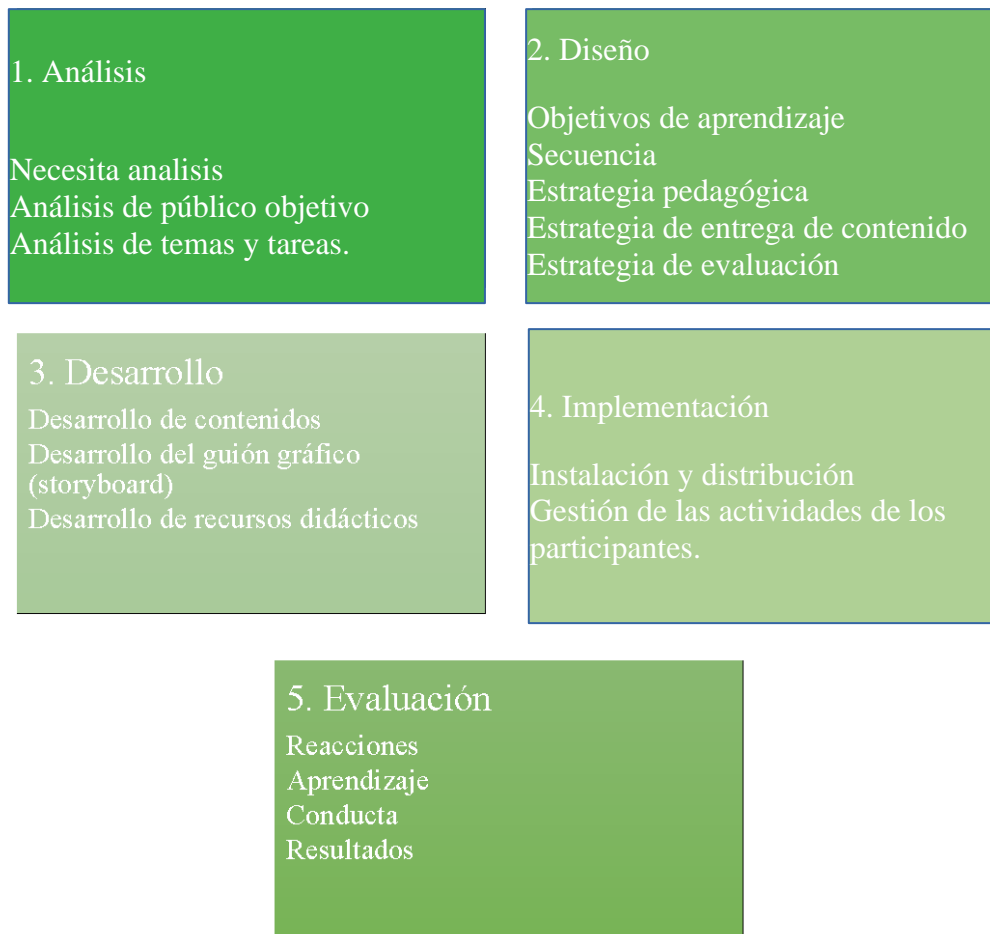 1. Análisis
Necesita analisis
Análisis de público objetivo
Análisis de temas y tareas.
2. Diseño
Objetivos de aprendizaje
Secuencia
Estrategia pedagógica
Estrategia de entrega de contenido
Estrategia de evaluación
3. Desarrollo
Desarrollo de contenidos
Desarrollo del guión gráfico
(storyboard)
Desarrollo de recursos didácticos
4. Implementación
Instalación y distribución
Gestión de las actividades de los
participantes.
5. Evaluación
Reacciones
Aprendizaje
Conducta
Resultados